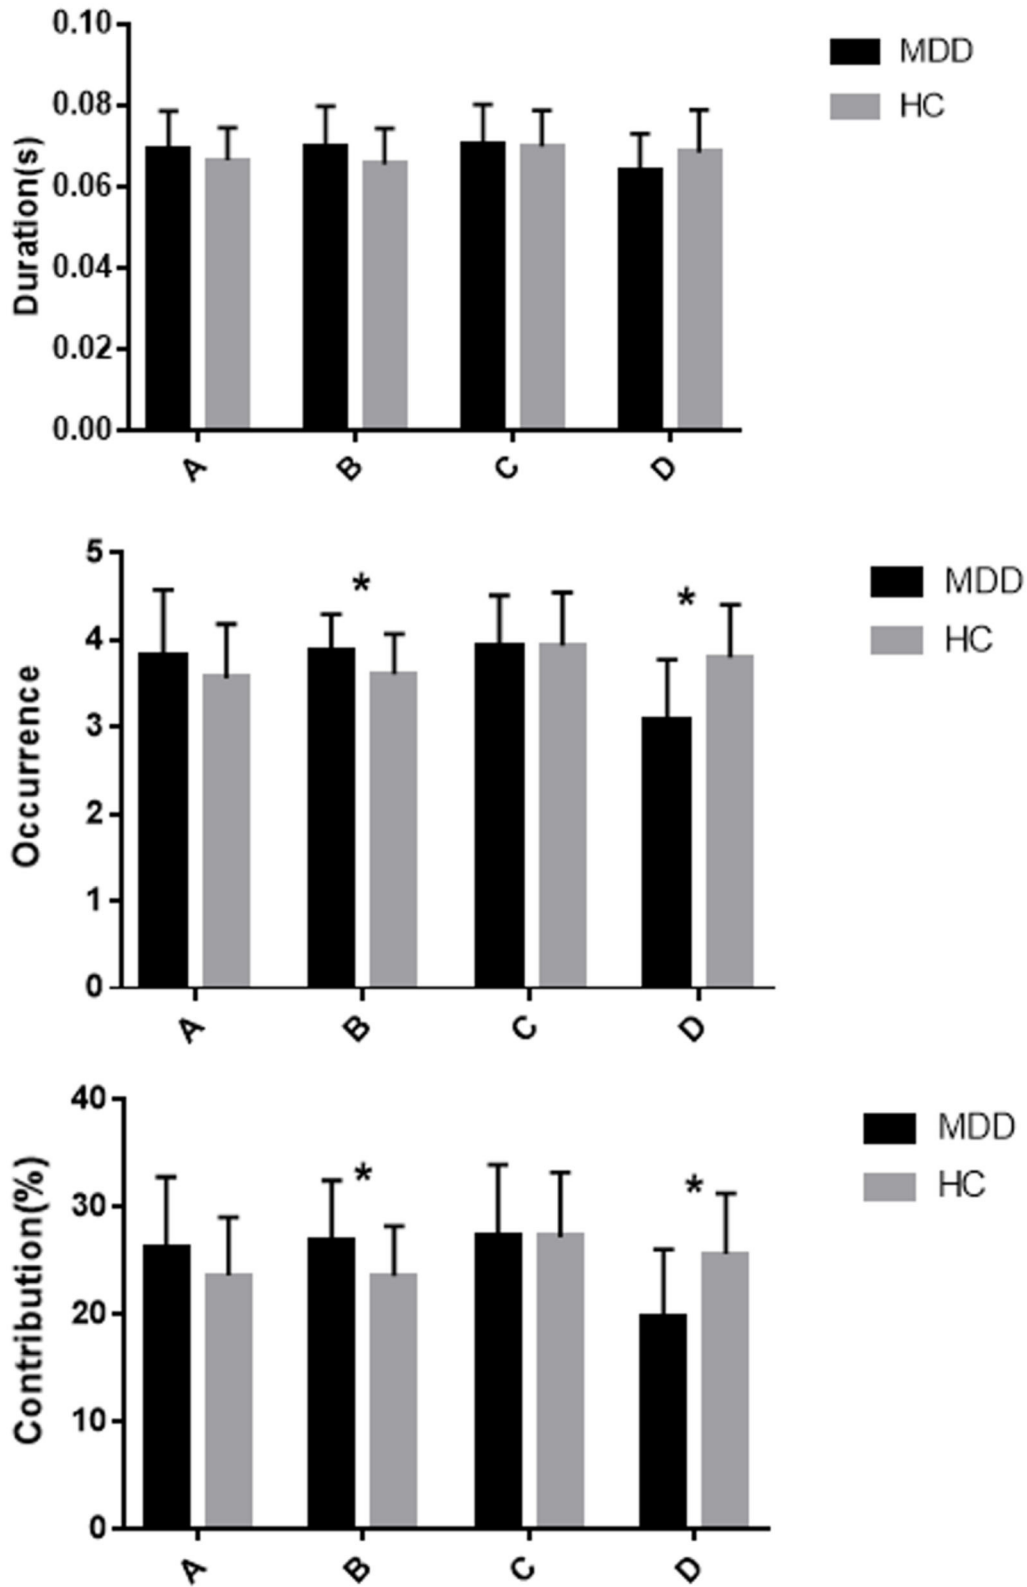 0.10
MDD
HC
0.08
0.06
0.04
0.02
0.00
Duration(s)
A B C D
5
*
*
MDD
HC
4
3
2
1
0
Occurrence
A B C D
40
MDD
HC
*
*
30
20
10
0
Contribution(%)
A B C D